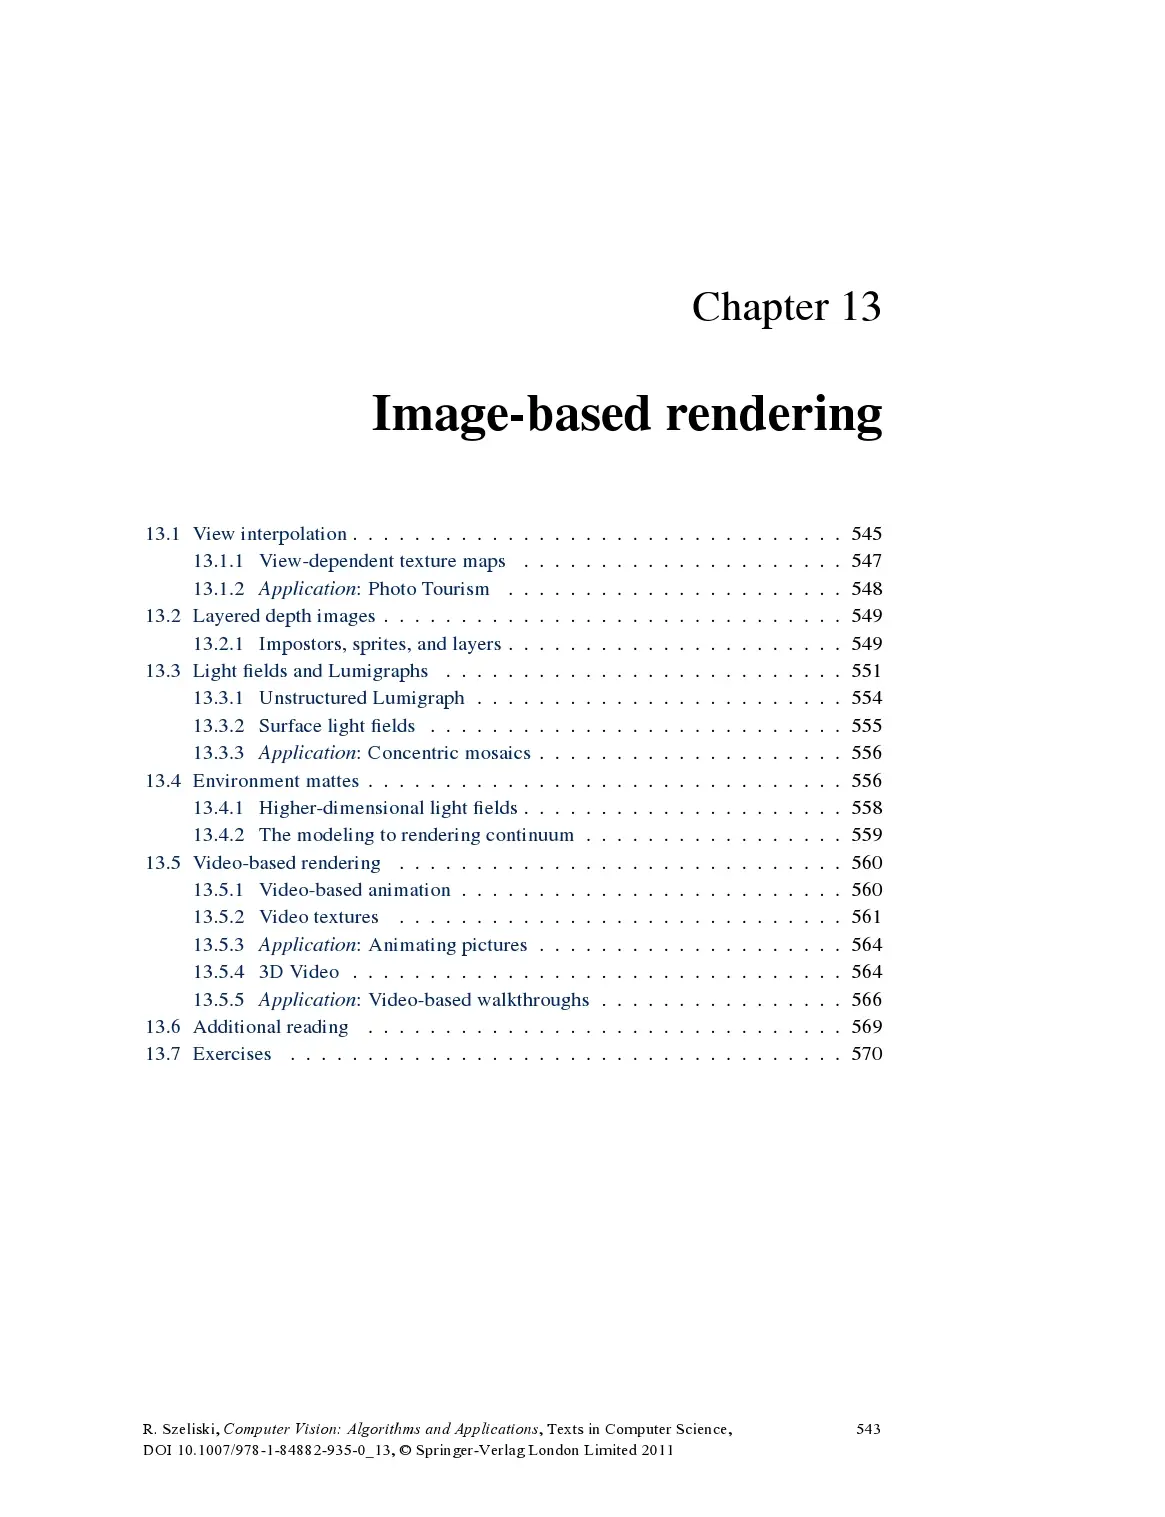 Chapter 13
Image-based rendering
13.1 View interpolation . . . . . . . . . . . . . . . . . . . . . . . . . . . . . . . . 545
13.1.1 View-dependent texture maps . . . . . . . . . . . . . . . . . . . . . 547
13.1.2 Application: Photo Tourism . . . . . . . . . . . . . . . . . . . . . . 548
13.2 Layered depth images . . . . . . . . . . . . . . . . . . . . . . . . . . . . . . 549
13.2.1 Impostors, sprites, and layers . . . . . . . . . . . . . . . . . . . . . . 549
13.3 Light fields and Lumigraphs . . . . . . . . . . . . . . . . . . . . . . . . . . 551
13.3.1 Unstructured Lumigraph . . . . . . . . . . . . . . . . . . . . . . . . 554
13.3.2 Surface light fields . . . . . . . . . . . . . . . . . . . . . . . . . . . 555
13.3.3 Application: Concentric mosaics . . . . . . . . . . . . . . . . . . . . 556
13.4 Environment mattes . . . . . . . . . . . . . . . . . . . . . . . . . . . . . . . 556
13.4.1 Higher-dimensional light fields . . . . . . . . . . . . . . . . . . . . . 558
13.4.2 The modeling to rendering continuum . . . . . . . . . . . . . . . . . 559
13.5 Video-based rendering . . . . . . . . . . . . . . . . . . . . . . . . . . . . . 560
13.5.1 Video-based animation . . . . . . . . . . . . . . . . . . . . . . . . . 560
13.5.2 Video textures . . . . . . . . . . . . . . . . . . . . . . . . . . . . . 561
13.5.3 Application: Animating pictures . . . . . . . . . . . . . . . . . . . . 564
13.5.4 3D Video . . . . . . . . . . . . . . . . . . . . . . . . . . . . . . . . 564
13.5.5 Application: Video-based walkthroughs . . . . . . . . . . . . . . . . 566
13.6 Additional reading . . . . . . . . . . . . . . . . . . . . . . . . . . . . . . . 569
13.7 Exercises . . . . . . . . . . . . . . . . . . . . . . . . . . . . . . . . . . . . 570
R. Szeliski, Computer Vision: Algorithms and Applications, Texts in Computer Science, 543
DOI 10.1007/978-1-84882-935-0_13, © Springer-Verlag London Limited 2011